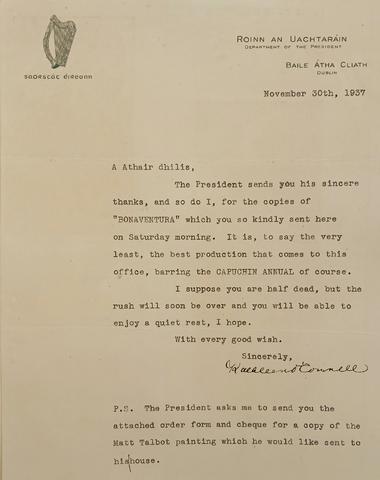 Saorstát Éireann
Roinn an Uachtaráin
Department of the President
Baile Átha Cliath
Dublin
November 30th, 1937
A Athair dhilis,
The President sends you his sincere
thanks, and so do I, for the copies of
"BONAVENTURA" which you so kindly sent here
on Saturday morning. It is, to say the very
least, the best production that comes to this
office, barring the CAPUCHIN ANNUAL of course.
I suppose you are half dead, but the
rush will soon be over and you will be able to
enjoy a quiet rest, I hope.
With every good wish.
Sincerely,
Kathleen O'Connell
P.S. The President asks me to send you the
attached order form and cheque for a copy of the
Matt Talbot painting which he would like sent to
his house.